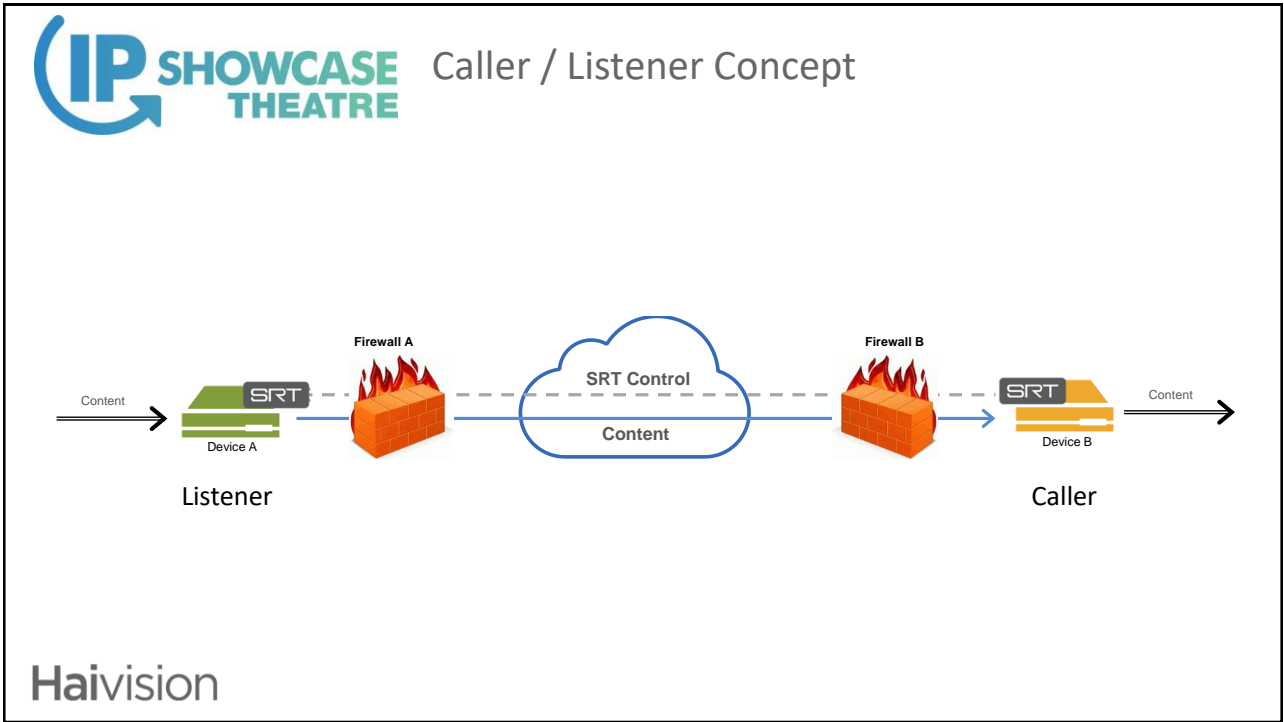 IP SHOWCASE
THEATRE
Caller / Listener Concept
Firewall A
Firewall B
SRT Control
Content
SRT
SRT
Content
Content
Device A
Device B
Listener
Caller
Haivision